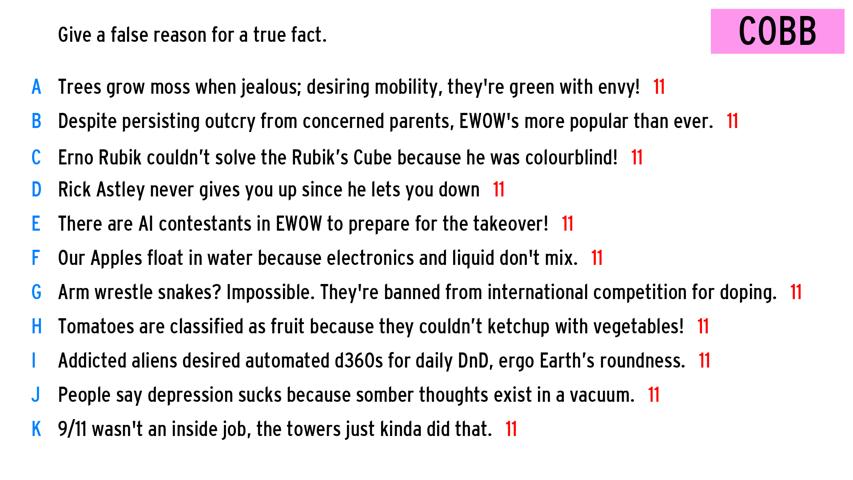 Give a false reason for a true fact.
COBB
A Trees grow moss when jealous; desiring mobility, they're green with envy! 11
B Despite persisting outcry from concerned parents, EWOW's more popular than ever. 11
C Erno Rubik couldn’t solve the Rubik’s Cube because he was colourblind! 11
D Rick Astley never gives you up since he lets you down 11
E There are AI contestants in EWOW to prepare for the takeover! 11
F Our Apples float in water because electronics and liquid don't mix. 11
G Arm wrestle snakes? Impossible. They're banned from international competition for doping. 11
H Tomatoes are classified as fruit because they couldn’t ketchup with vegetables! 11
I Addicted aliens desired automated d360s for daily DnD, ergo Earth’s roundness. 11
J People say depression sucks because somber thoughts exist in a vacuum. 11
K 9/11 wasn't an inside job, the towers just kinda did that. 11